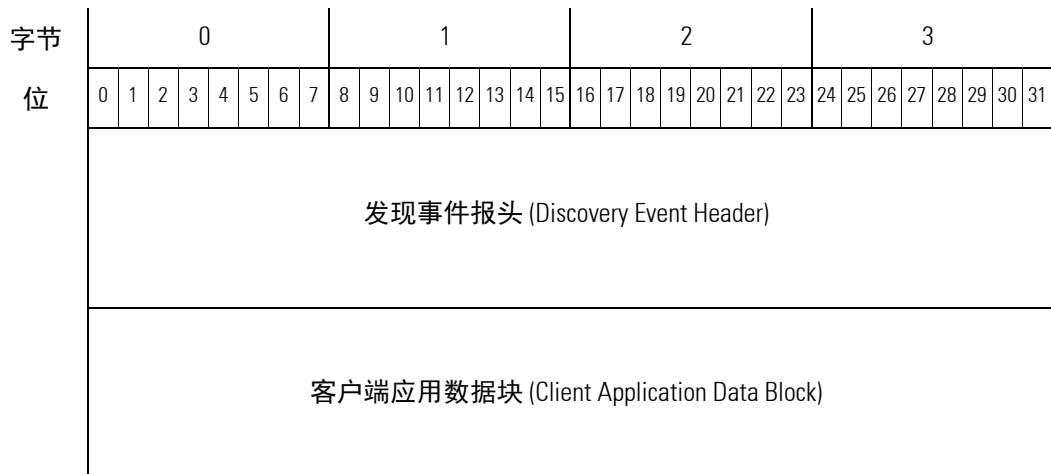 字节 0 1 2 3
位 0 1 2 3 4 5 6 7 8 9 10 11 12 13 14 15 16 17 18 19 20 21 22 23 24 25 26 27 28 29 30 31
发现事件报头 (Discovery Event Header)
客户端应用数据块 (Client Application Data Block)